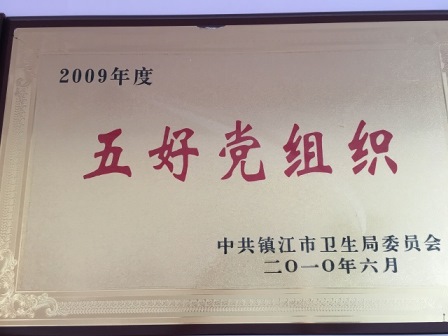 2009年度
五好党组织
中共镇江市卫生局委员会
二〇一〇年六月